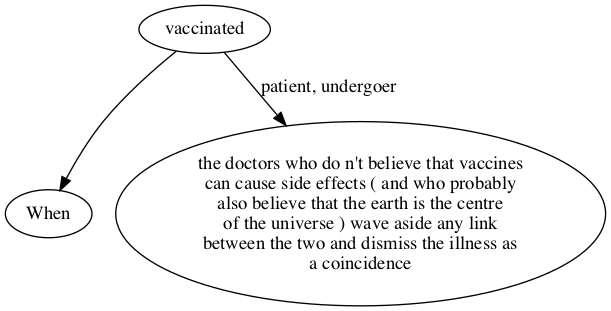 vaccinated
patient, undergoer
When
the doctors who do n't believe that vaccines
can cause side effects ( and who probably
also believe that the earth is the centre
of the universe ) wave aside any link
between the two and dismiss the illness as
a coincidence